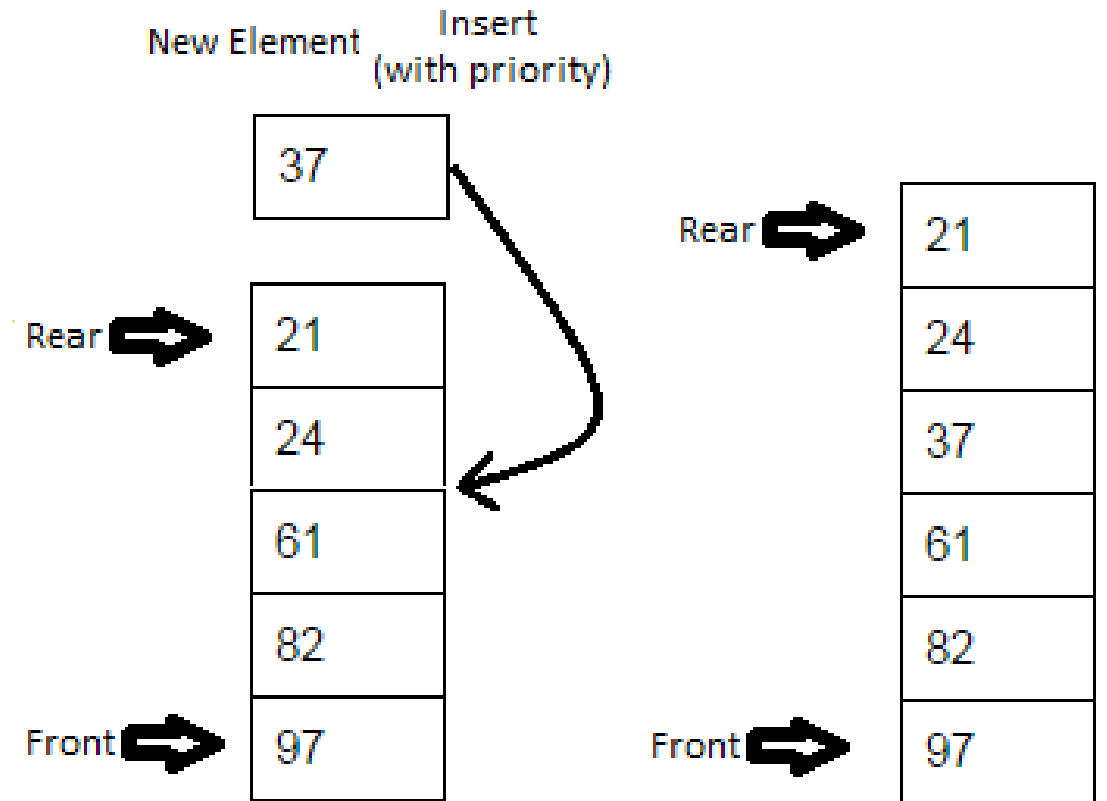 New Element
Insert
(with priority)
37
Rear
21
24
61
82
Front
97
Rear
21
24
37
61
82
Front
97